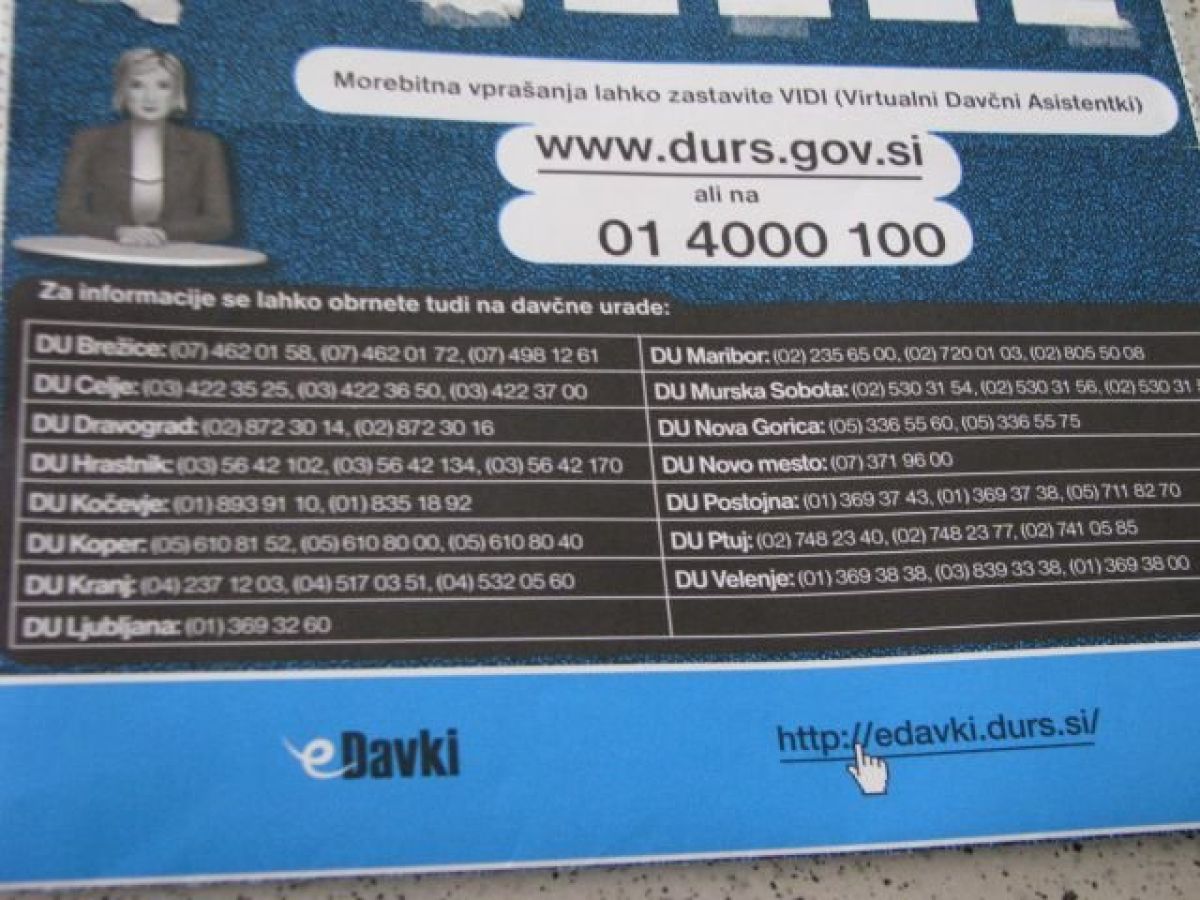 Morebitna vprašanja lahko zastavite VIDI (Virtualni Davčni Asistentki)
www.durs.gov.si
ali na
01 4000 100
Za informacije se lahko obrnete tudi na davčne urade:
DU Brežice: (07) 462 01 58, (07) 462 01 72, (07) 498 12 61
DU Celje: (03) 422 35 25, (03) 422 36 50, (03) 422 37 00
DU Dravograd: (02) 872 30 14, (02) 872 30 16
DU Hrastnik: (03) 56 42 102, (03) 56 42 134, (03) 56 42 170
DU Kočevje: (01) 893 91 10, (01) 835 18 92
DU Koper: (05) 610 81 52, (05) 610 80 00, (05) 610 80 40
DU Kranj: (04) 237 12 03, (04) 517 03 51, (04) 532 05 60
DU Ljubljana: (01) 369 32 60
DU Maribor: (02) 235 65 00, (02) 720 01 03, (02) 805 50 08
DU Murska Sobota: (02) 530 31 54, (02) 530 31 56, (02) 530 31
DU Nova Gorica: (05) 336 55 60, (05) 336 55 75
DU Novo mesto: (07) 371 96 00
DU Postojna: (01) 369 37 43, (01) 369 37 38, (05) 711 82 70
DU Ptuj: (02) 748 23 40, (02) 748 23 77, (02) 741 05 85
DU Velenje: (01) 369 38 38, (03) 839 33 38, (01) 369 38 00
eDavki
http://edavki.durs.si/